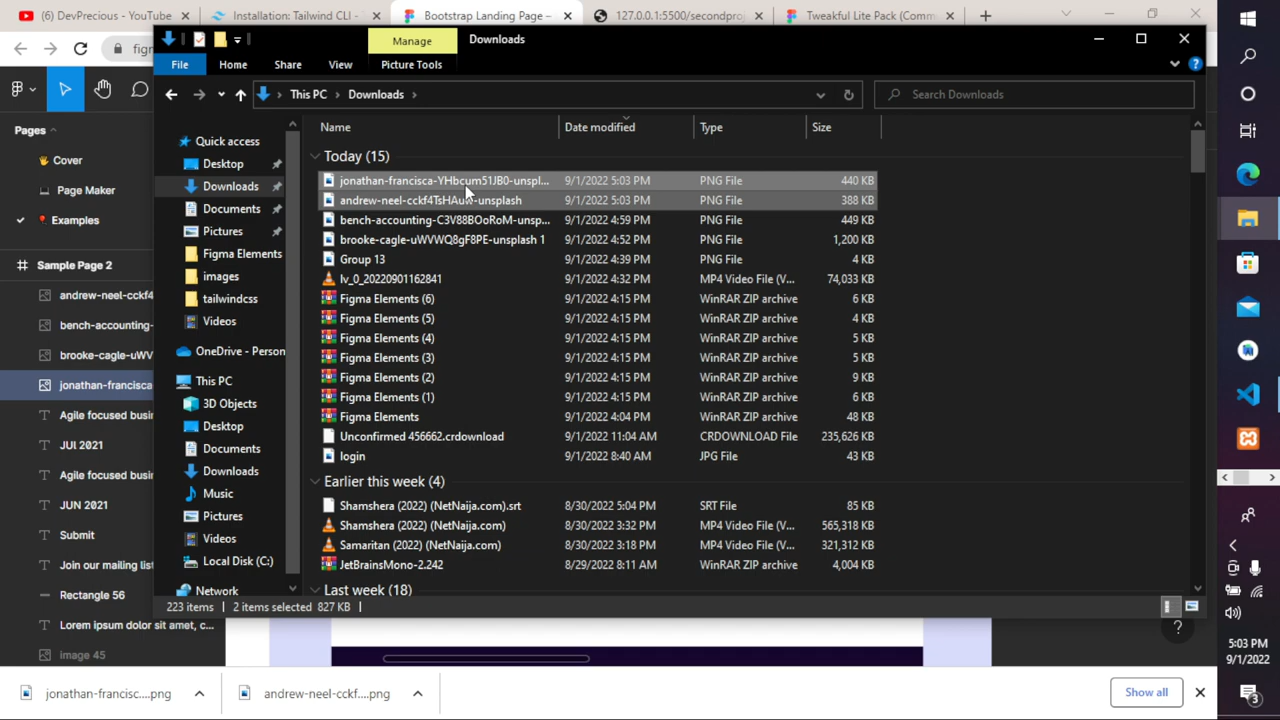 (6) DevPrecious - YouTube
Installation: Tailwind CLI -
Bootstrap Landing Page –
127.0.0.1:5500/secondproj
Tweakful Lite Pack (Comm
Manage
Downloads
File
Home
Share
View
Picture Tools
This PC > Downloads >
Search Downloads
Pages
Cover
Page Maker
Examples
Sample Page 2
andrew-neel-cckf4
bench-accounting-
brooke-cagle-uWV
jonathan-francisca
Agile focused busi
JUI 2021
Agile focused busi
JUN 2021
Submit
Join our mailing list
Rectangle 56
Lorem ipsum dolor sit amet, c...
image 45
Quick access
Desktop
Downloads
Documents
Pictures
Figma Elements
images
tailwindcss
Videos
OneDrive - Person
This PC
3D Objects
Desktop
Documents
Downloads
Music
Pictures
Videos
Local Disk (C:)
Network
Name Date modified Type Size
Today (15)
jonathan-francisca-YHbcum51JB0-unspl... 9/1/2022 5:03 PM PNG File 440 KB
andrew-neel-cckf4TsHAuw-unsplash 9/1/2022 5:03 PM PNG File 388 KB
bench-accounting-C3V88BOoRoM-unsp... 9/1/2022 4:59 PM PNG File 449 KB
brooke-cagle-uWVWQ8gF8PE-unsplash 1 9/1/2022 4:52 PM PNG File 1,200 KB
Group 13 9/1/2022 4:39 PM PNG File 4 KB
lv_0_20220901162841 9/1/2022 4:32 PM MP4 Video File (V... 74,033 KB
Figma Elements (6) 9/1/2022 4:15 PM WinRAR ZIP archive 6 KB
Figma Elements (5) 9/1/2022 4:15 PM WinRAR ZIP archive 4 KB
Figma Elements (4) 9/1/2022 4:15 PM WinRAR ZIP archive 5 KB
Figma Elements (3) 9/1/2022 4:15 PM WinRAR ZIP archive 5 KB
Figma Elements (2) 9/1/2022 4:15 PM WinRAR ZIP archive 9 KB
Figma Elements (1) 9/1/2022 4:15 PM WinRAR ZIP archive 6 KB
Figma Elements 9/1/2022 4:04 PM WinRAR ZIP archive 48 KB
Unconfirmed 456662.crdownload 9/1/2022 11:04 AM CRDOWNLOAD File 235,626 KB
login 9/1/2022 8:40 AM JPG File 43 KB
Earlier this week (4)
Shamshera (2022) (NetNaija.com).srt 8/30/2022 5:04 PM SRT File 85 KB
Shamshera (2022) (NetNaija.com) 8/30/2022 3:32 PM MP4 Video File (V... 565,318 KB
Samaritan (2022) (NetNaija.com) 8/30/2022 3:18 PM MP4 Video File (V... 321,312 KB
JetBrainsMono-2.242 8/29/2022 8:11 AM WinRAR ZIP archive 4,004 KB
Last week (18)
223 items 2 items selected 827 KB
jonathan-francisc....png
andrew-neel-cckf....png
Show all
5:03 PM
9/1/2022
3